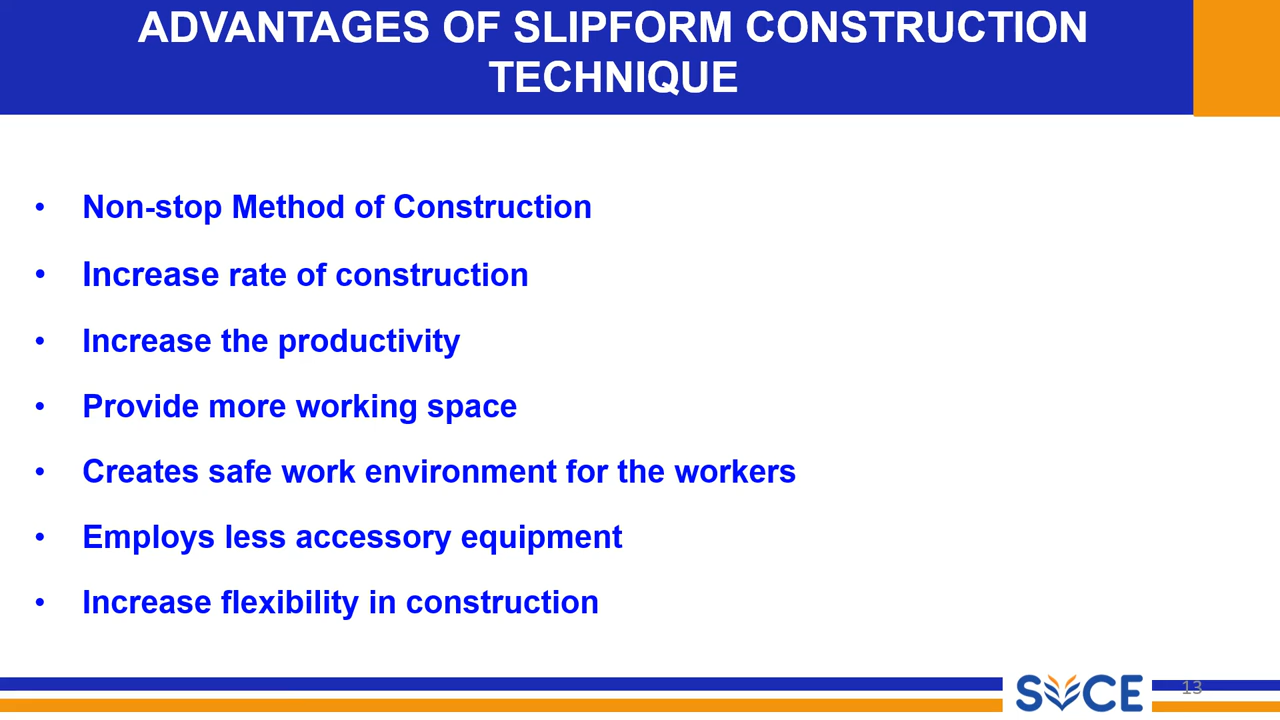 ADVANTAGES OF SLIPFORM CONSTRUCTION
TECHNIQUE
• Non-stop Method of Construction
• Increase rate of construction
• Increase the productivity
• Provide more working space
• Creates safe work environment for the workers
• Employs less accessory equipment
• Increase flexibility in construction
SVCE
13